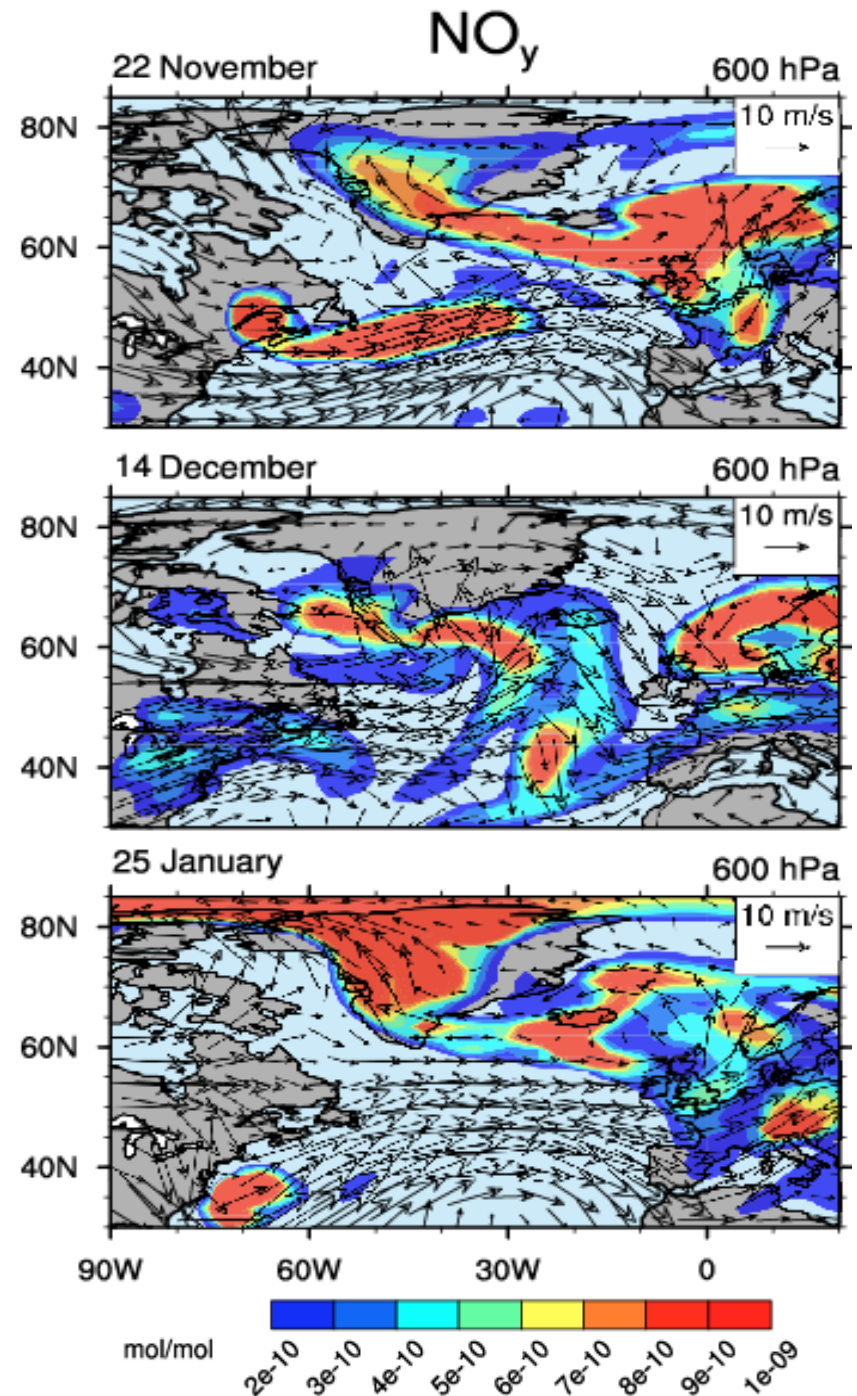 NOy
22 November 600 hPa
10 m/s
80N
60N
40N
14 December 600 hPa
10 m/s
80N
60N
40N
25 January 600 hPa
10 m/s
80N
60N
40N
90W 60W 30W 0
mol/mol 2e-10 3e-10 4e-10 5e-10 6e-10 7e-10 8e-10 9e-10 1e-09